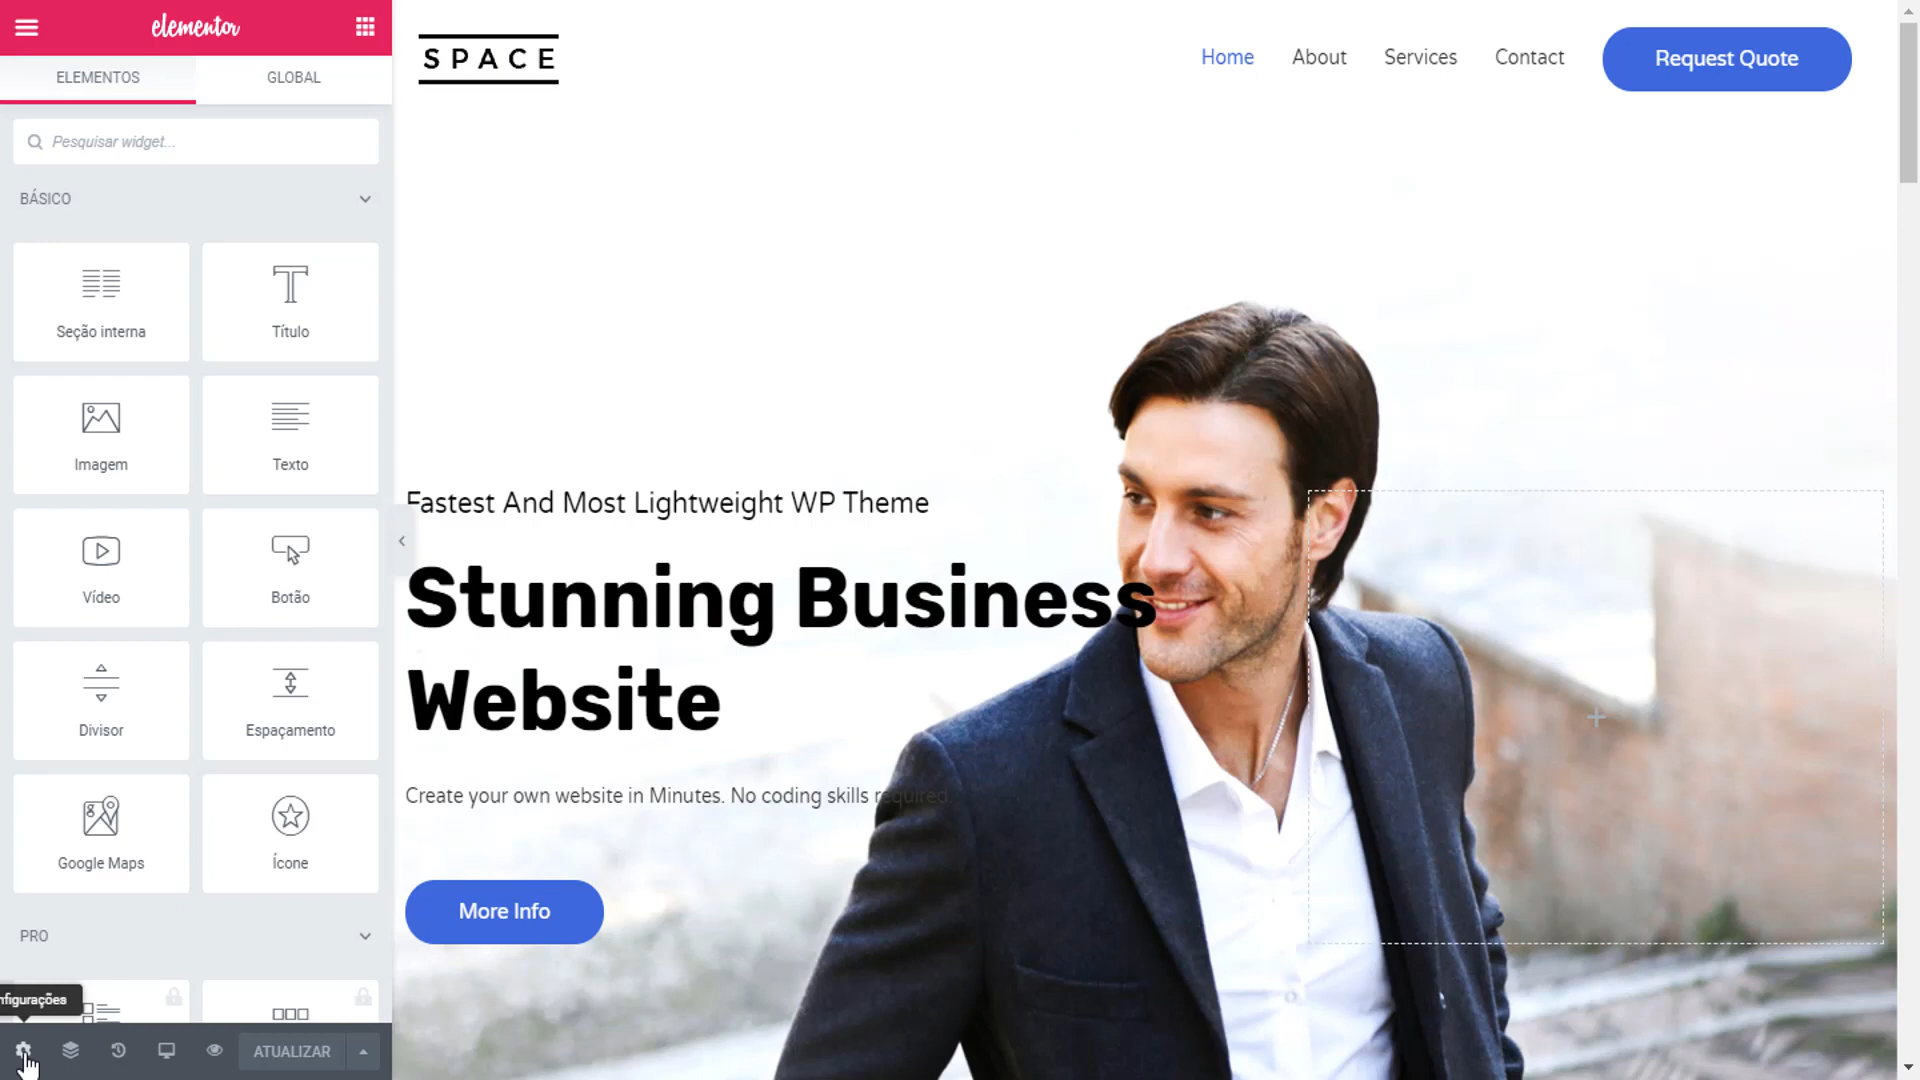 elementor
ELEMENTOS
GLOBAL
Pesquisar widget...
BÁSICO
Seção interna
Título
Imagem
Texto
Vídeo
Botão
Divisor
Espaçamento
Google Maps
Ícone
PRO
nfigurações
ATUALIZAR
SPACE
Home
About
Services
Contact
Request Quote
Fastest And Most Lightweight WP Theme
Stunning Business
Website
Create your own website in Minutes. No coding skills required.
More Info